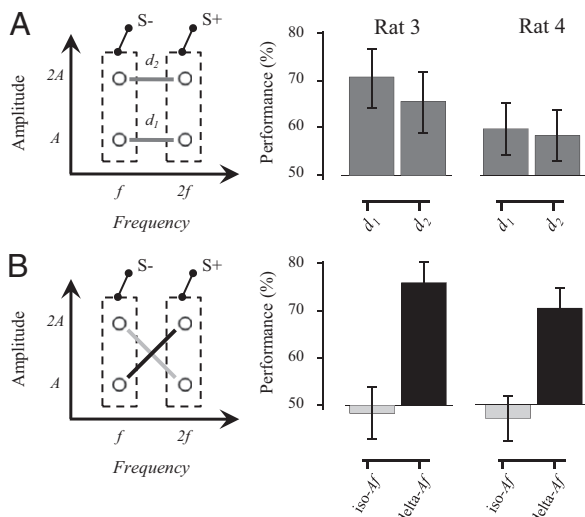 A
S-
S+
Rat 3
Rat 4
Amplitude
2A
A
d2
d1
f
2f
Frequency
Performance (%)
80
70
60
50
d1
d2
d1
d2
B
S-
S+
Amplitude
2A
A
f
2f
Frequency
Performance (%)
80
70
60
50
iso-Af
delta-Af
iso-Af
delta-Af